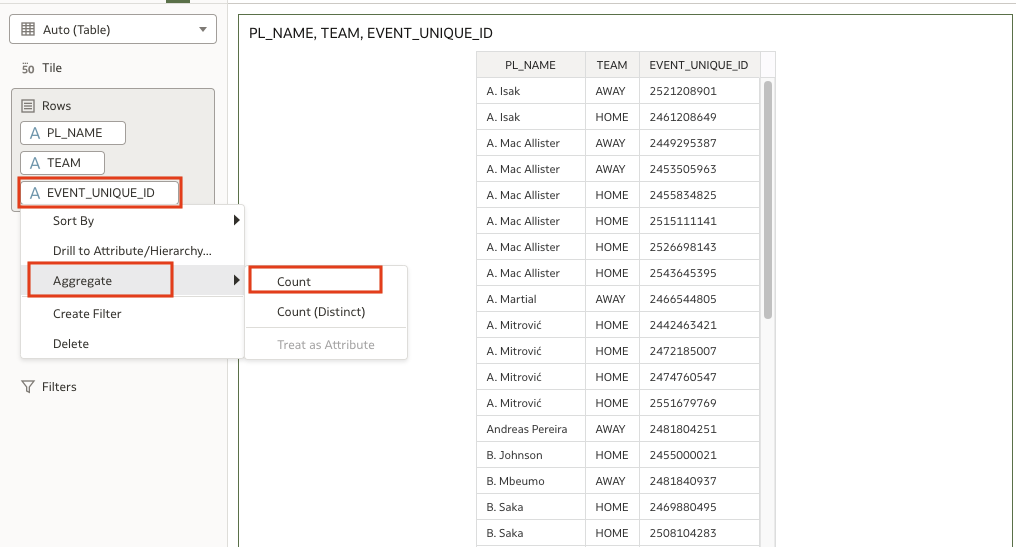 Auto (Table)
50 Tile
Rows
A PL_NAME
A TEAM
A EVENT_UNIQUE_ID
Sort By
Drill to Attribute/Hierarchy...
Aggregate
Create Filter
Delete
Count
Count (Distinct)
Treat as Attribute
Filters
PL_NAME, TEAM, EVENT_UNIQUE_ID
PL_NAME TEAM EVENT_UNIQUE_ID
A. Isak AWAY 2521208901
A. Isak HOME 2461208649
A. Mac Allister AWAY 2449295387
A. Mac Allister AWAY 2453505963
A. Mac Allister HOME 2455834825
A. Mac Allister HOME 2515111141
A. Mac Allister HOME 2526698143
A. Mac Allister HOME 2543645395
A. Martial AWAY 2466544805
A. Mitrović HOME 2442463421
A. Mitrović HOME 2472185007
A. Mitrović HOME 2474760547
A. Mitrović HOME 2551679769
Andreas Pereira AWAY 2481804251
B. Johnson HOME 2455000021
B. Mbeumo AWAY 2481840937
B. Saka HOME 2469880495
B. Saka HOME 2508104283